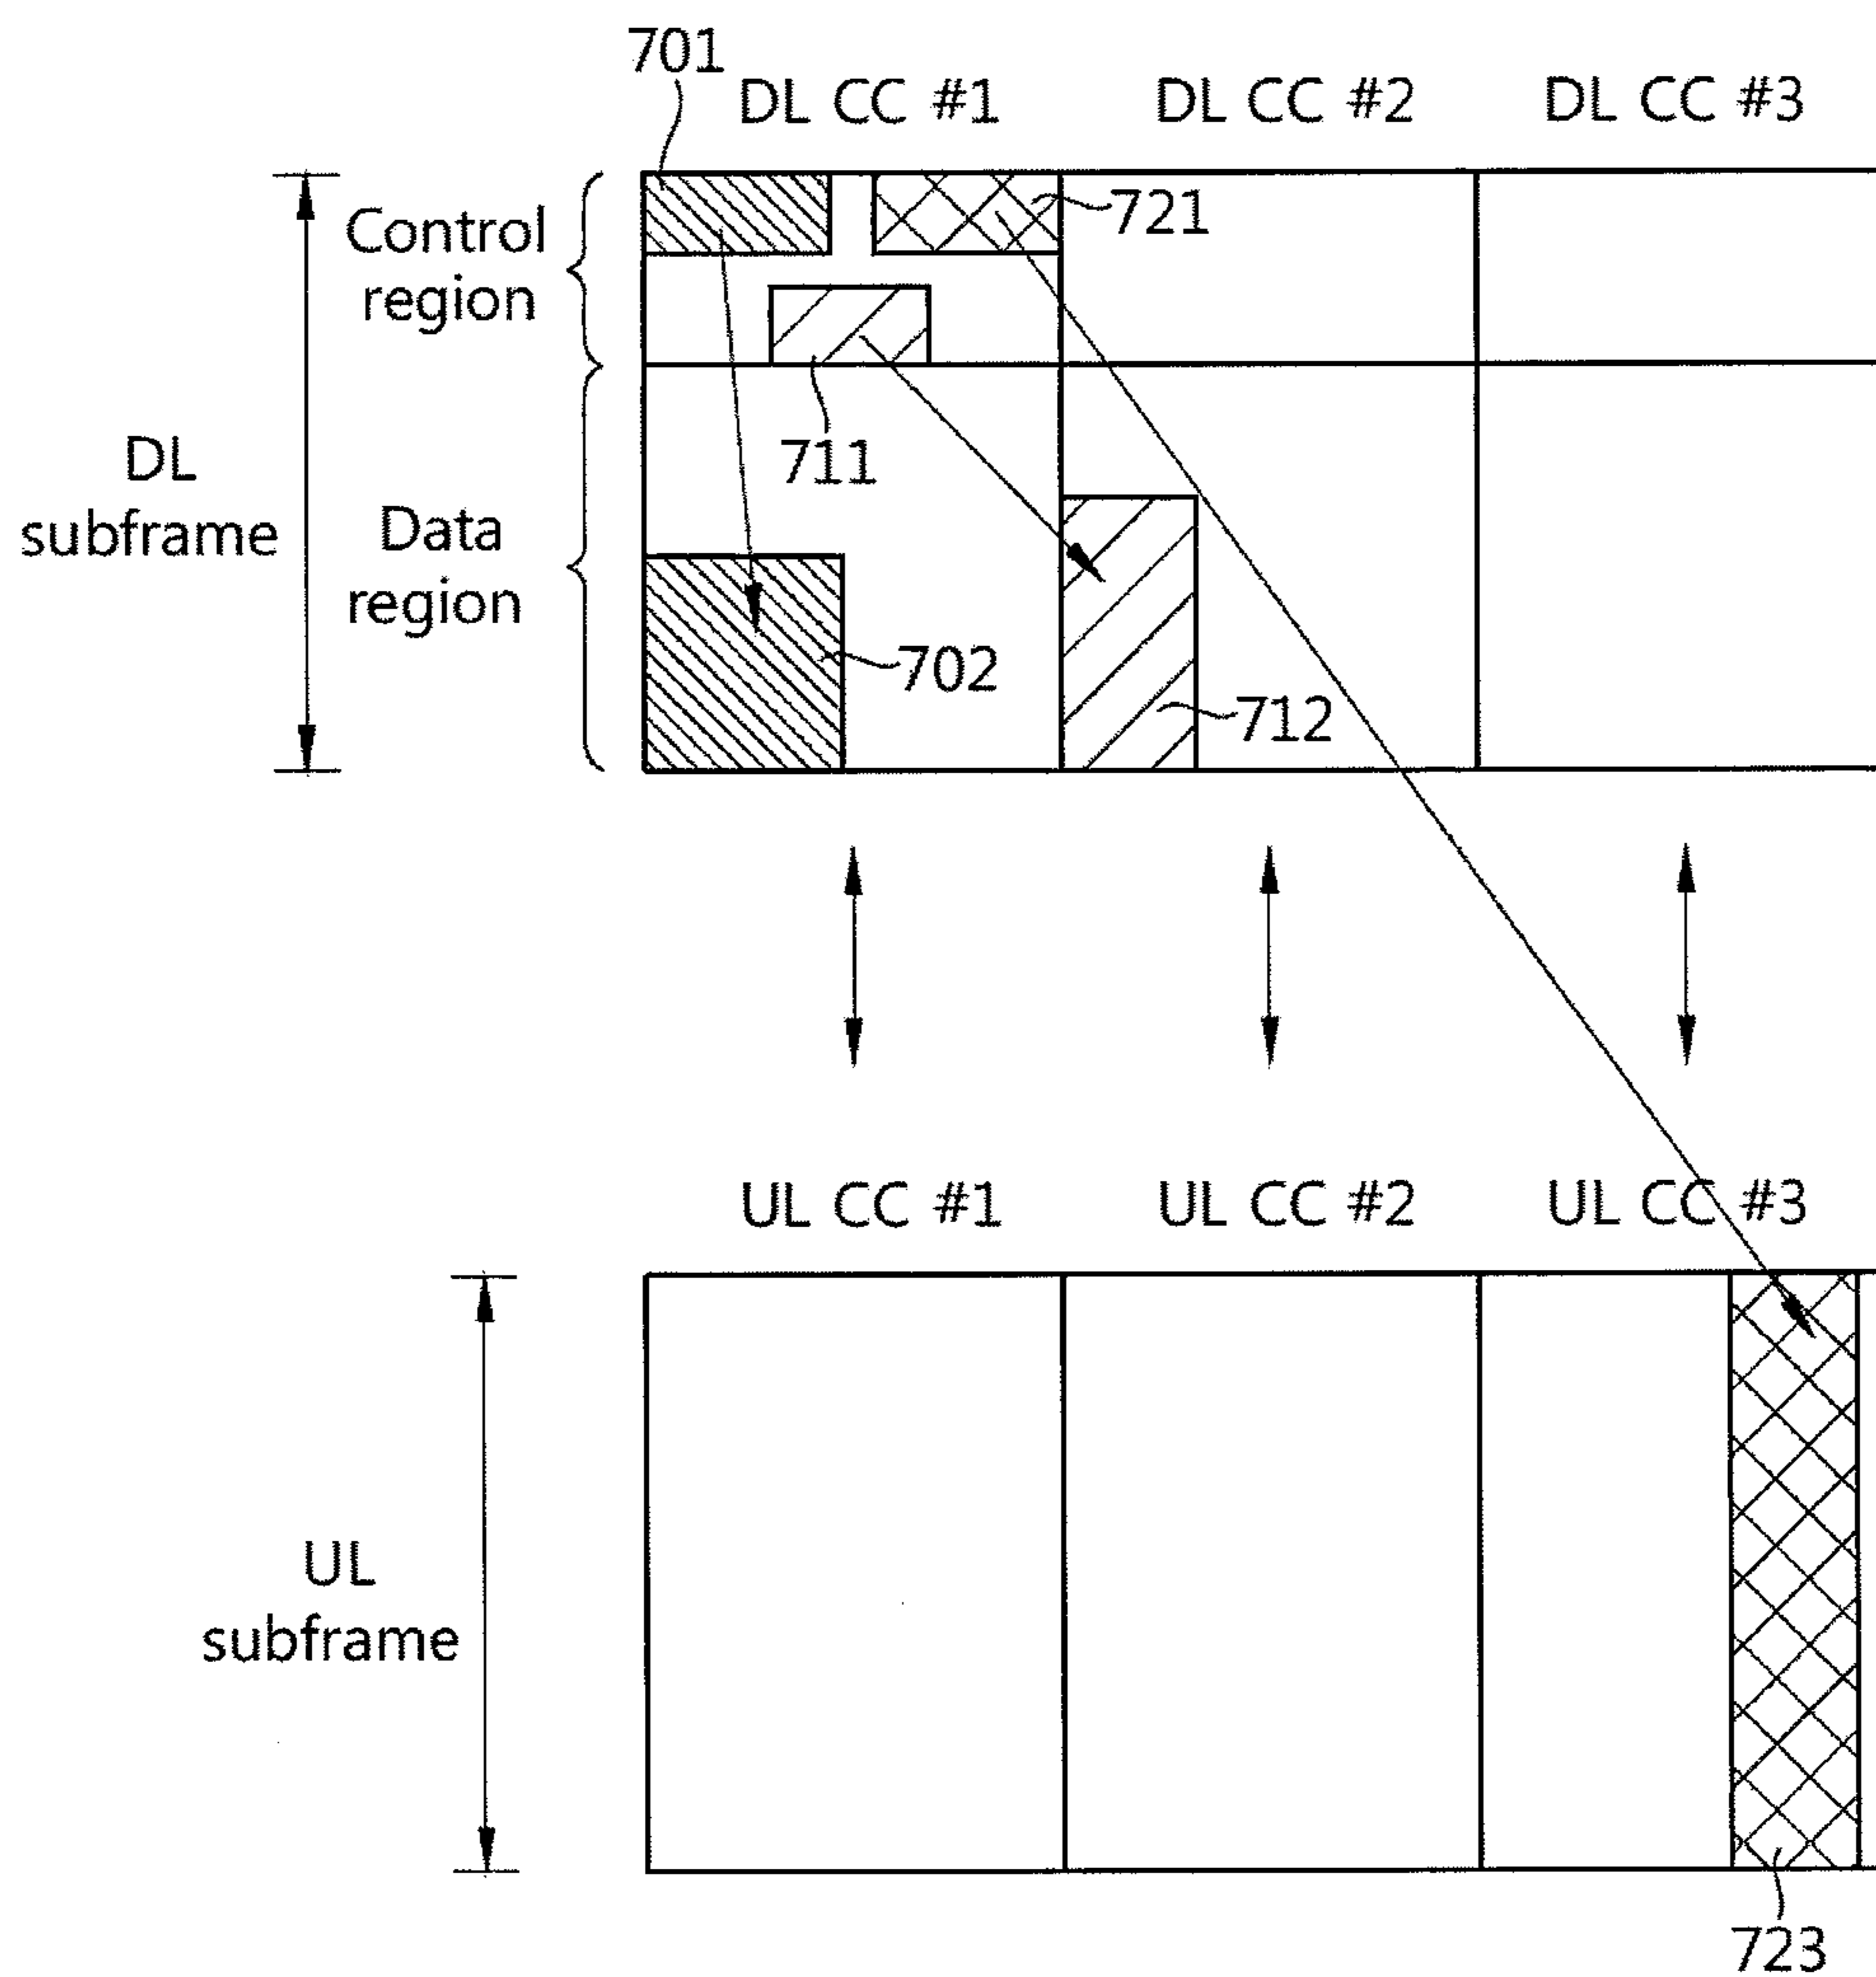 701
DL CC #1 DL CC #2 DL CC #3
Control
region
721
711
DL
subframe
Data
region
702
712
UL CC #1 UL CC #2 UL CC #3
UL
subframe
723